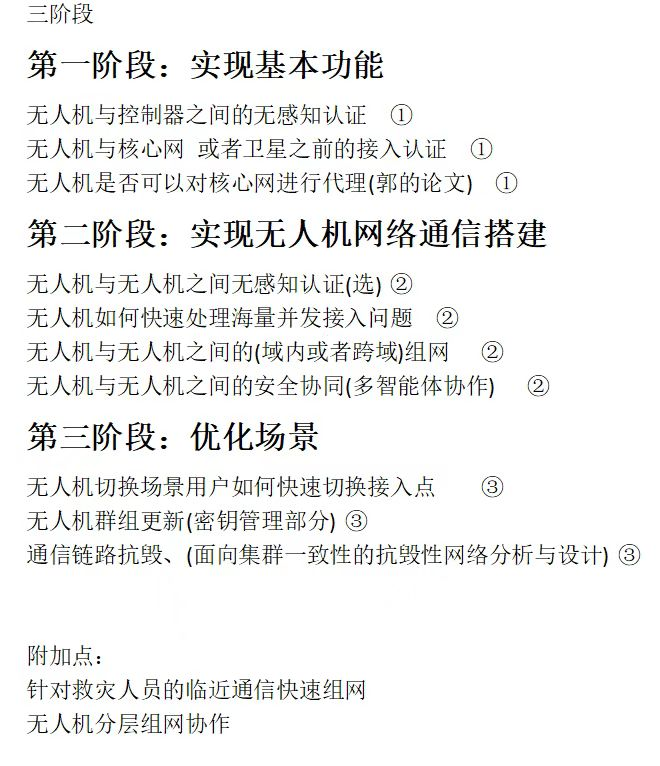 三阶段
第一阶段：实现基本功能
无人机与控制器之间的无感知认证 ①
无人机与核心网 或者卫星之前的接入认证 ①
无人机是否可以对核心网进行代理(郭的论文) ①
第二阶段：实现无人机网络通信搭建
无人机与无人机之间无感知认证(选) ②
无人机如何快速处理海量并发接入问题 ②
无人机与无人机之间的(域内或者跨域)组网 ②
无人机与无人机之间的安全协同(多智能体协作) ②
第三阶段：优化场景
无人机切换场景用户如何快速切换接入点 ③
无人机群组更新(密钥管理部分) ③
通信链路抗毁、(面向集群一致性的抗毁性网络分析与设计) ③
附加点：
针对救灾人员的临近通信快速组网
无人机分层组网协作